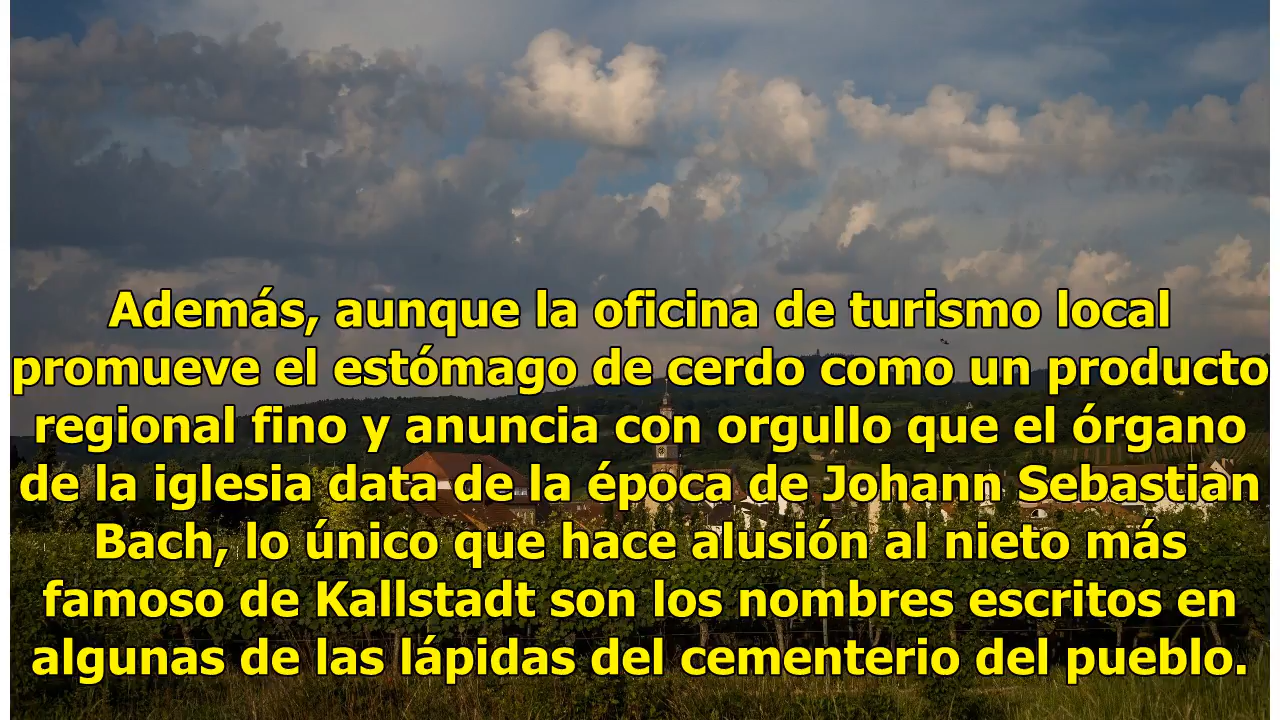 Además, aunque la oficina de turismo local
promueve el estómago de cerdo como un producto
regional fino y anuncia con orgullo que el órgano
de la iglesia data de la época de Johann Sebastian
Bach, lo único que hace alusión al nieto más
famoso de Kallstadt son los nombres escritos en
algunas de las lápidas del cementerio del pueblo.